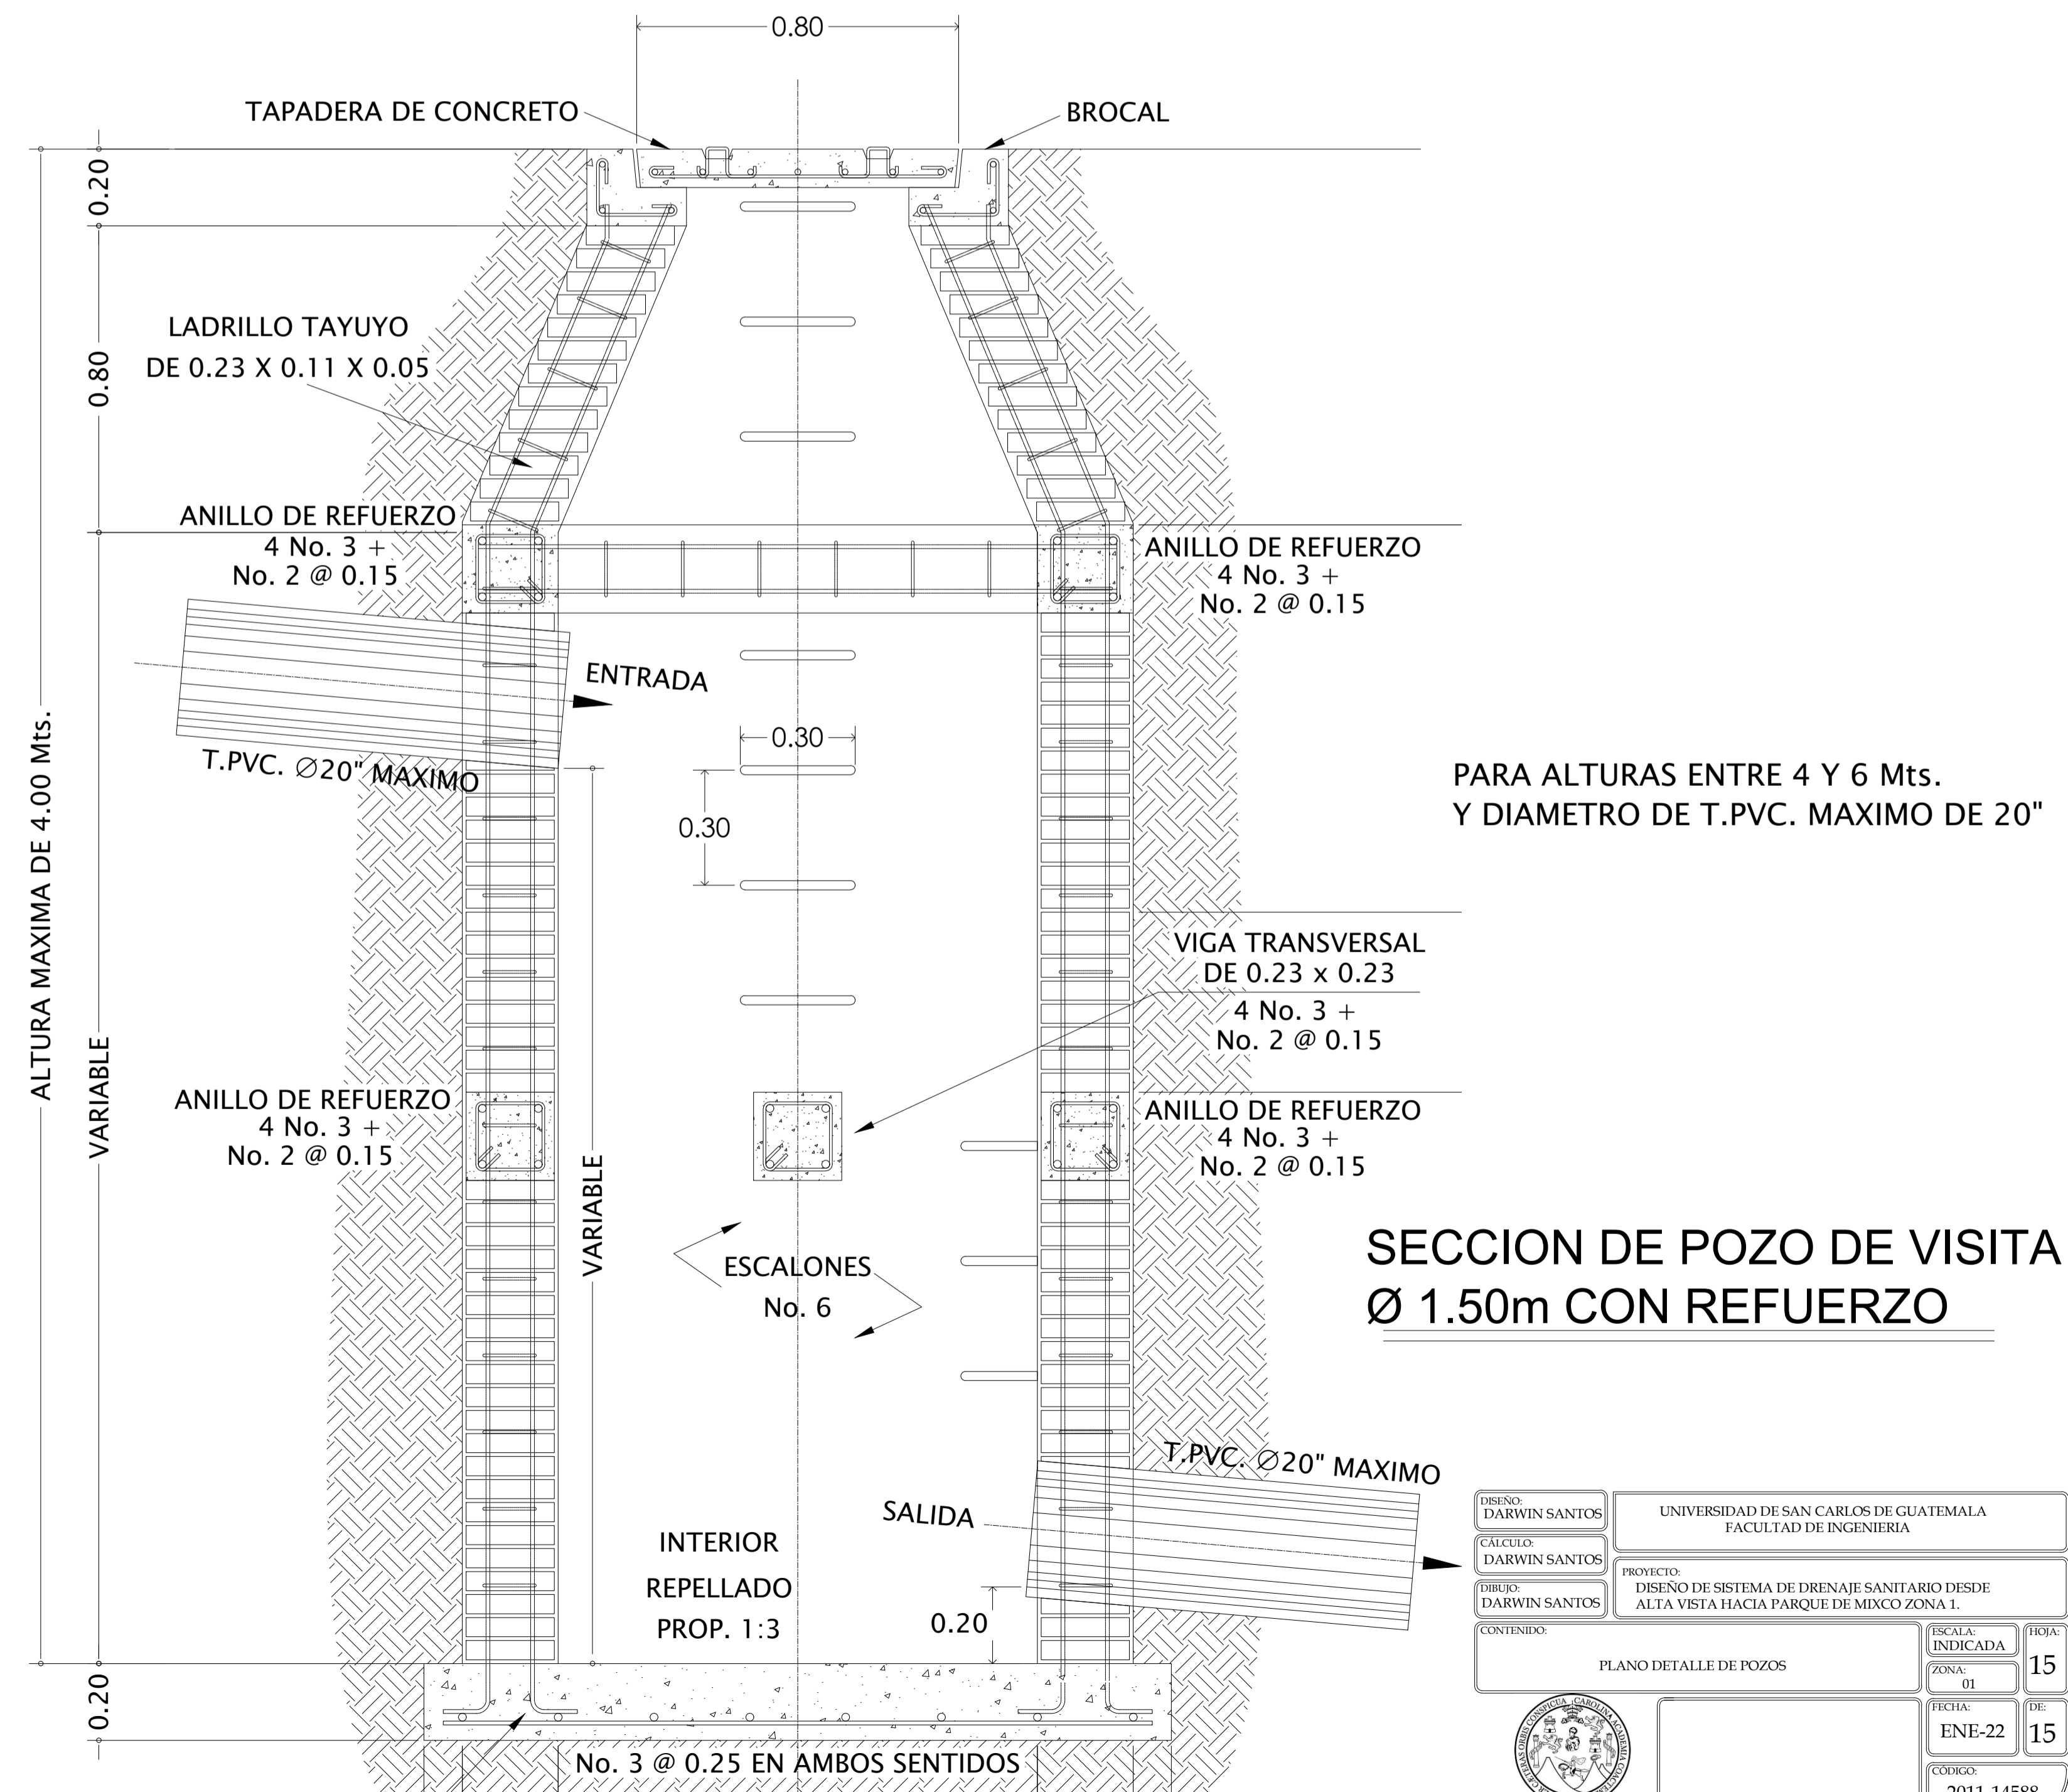 0.80
TAPADERA DE CONCRETO
BROCAL
0.20
0.80
LADRILLO TAYUYO
DE 0.23 X 0.11 X 0.05
ANILLO DE REFUERZO
4 No. 3 +
No. 2 @ 0.15
ANILLO DE REFUERZO
4 No. 3 +
No. 2 @ 0.15
ENTRADA
T.PVC. Ø20" MAXIMO
0.30
0.30
ALTURA MAXIMA DE 4.00 Mts.
VARIABLE
PARA ALTURAS ENTRE 4 Y 6 Mts.
Y DIAMETRO DE T.PVC. MAXIMO DE 20"
VIGA TRANSVERSAL
DE 0.23 x 0.23
4 No. 3 +
No. 2 @ 0.15
ANILLO DE REFUERZO
4 No. 3 +
No. 2 @ 0.15
ANILLO DE REFUERZO
4 No. 3 +
No. 2 @ 0.15
VARIABLE
ESCALONES
No. 6
SECCION DE POZO DE VISITA
Ø 1.50m CON REFUERZO
T.PVC. Ø20" MAXIMO
SALIDA
INTERIOR
REPELLADO
PROP. 1:3
0.20
0.20
No. 3 @ 0.25 EN AMBOS SENTIDOS
DISEÑO:
DARWIN SANTOS
UNIVERSIDAD DE SAN CARLOS DE GUATEMALA
FACULTAD DE INGENIERIA
CÁLCULO:
DARWIN SANTOS
DIBUJO:
DARWIN SANTOS
PROYECTO:
DISEÑO DE SISTEMA DE DRENAJE SANITARIO DESDE
ALTA VISTA HACIA PARQUE DE MIXCO ZONA 1.
CONTENIDO:
PLANO DETALLE DE POZOS
ESCALA:
INDICADA
HOJA:
15
ZONA:
01
FECHA:
ENE-22
DE:
15
CÓDIGO:
2011-14588
ORBIS CONSPICUA CAROLINA ACADEMIA